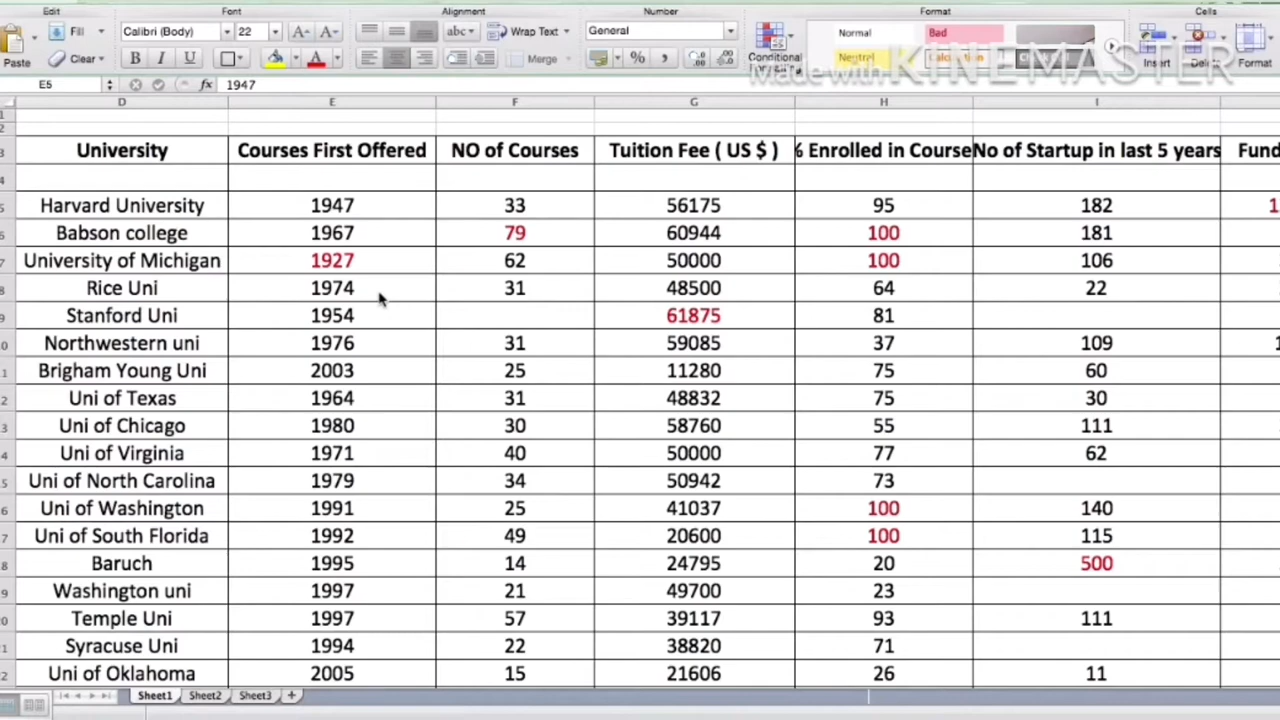 Edit Font Alignment Number Format Cells
Fill Calibri (Body) 22 A A abc Wrap Text General Normal Bad
Paste Clear B I U A Merge % Neutral Calculation Conditional Insert Delete Format
Made with KINEMASTER
E5 fx 1947
D E F G H I
1
2
3 University Courses First Offered NO of Courses Tuition Fee ( US $ ) % Enrolled in Course No of Startup in last 5 years
4
Harvard University 1947 33 56175 95 182
Babson college 1967 79 60944 100 181
University of Michigan 1927 62 50000 100 106
Rice Uni 1974 31 48500 64 22
Stanford Uni 1954 61875 81
Northwestern uni 1976 31 59085 37 109
Brigham Young Uni 2003 25 11280 75 60
Uni of Texas 1964 31 48832 75 30
Uni of Chicago 1980 30 58760 55 111
Uni of Virginia 1971 40 50000 77 62
Uni of North Carolina 1979 34 50942 73
Uni of Washington 1991 25 41037 100 140
Uni of South Florida 1992 49 20600 100 115
Baruch 1995 14 24795 20 500
Washington uni 1997 21 49700 23
Temple Uni 1997 57 39117 93 111
Syracuse Uni 1994 22 38820 71
Uni of Oklahoma 2005 15 21606 26 11
Sheet1 Sheet2 Sheet3 +